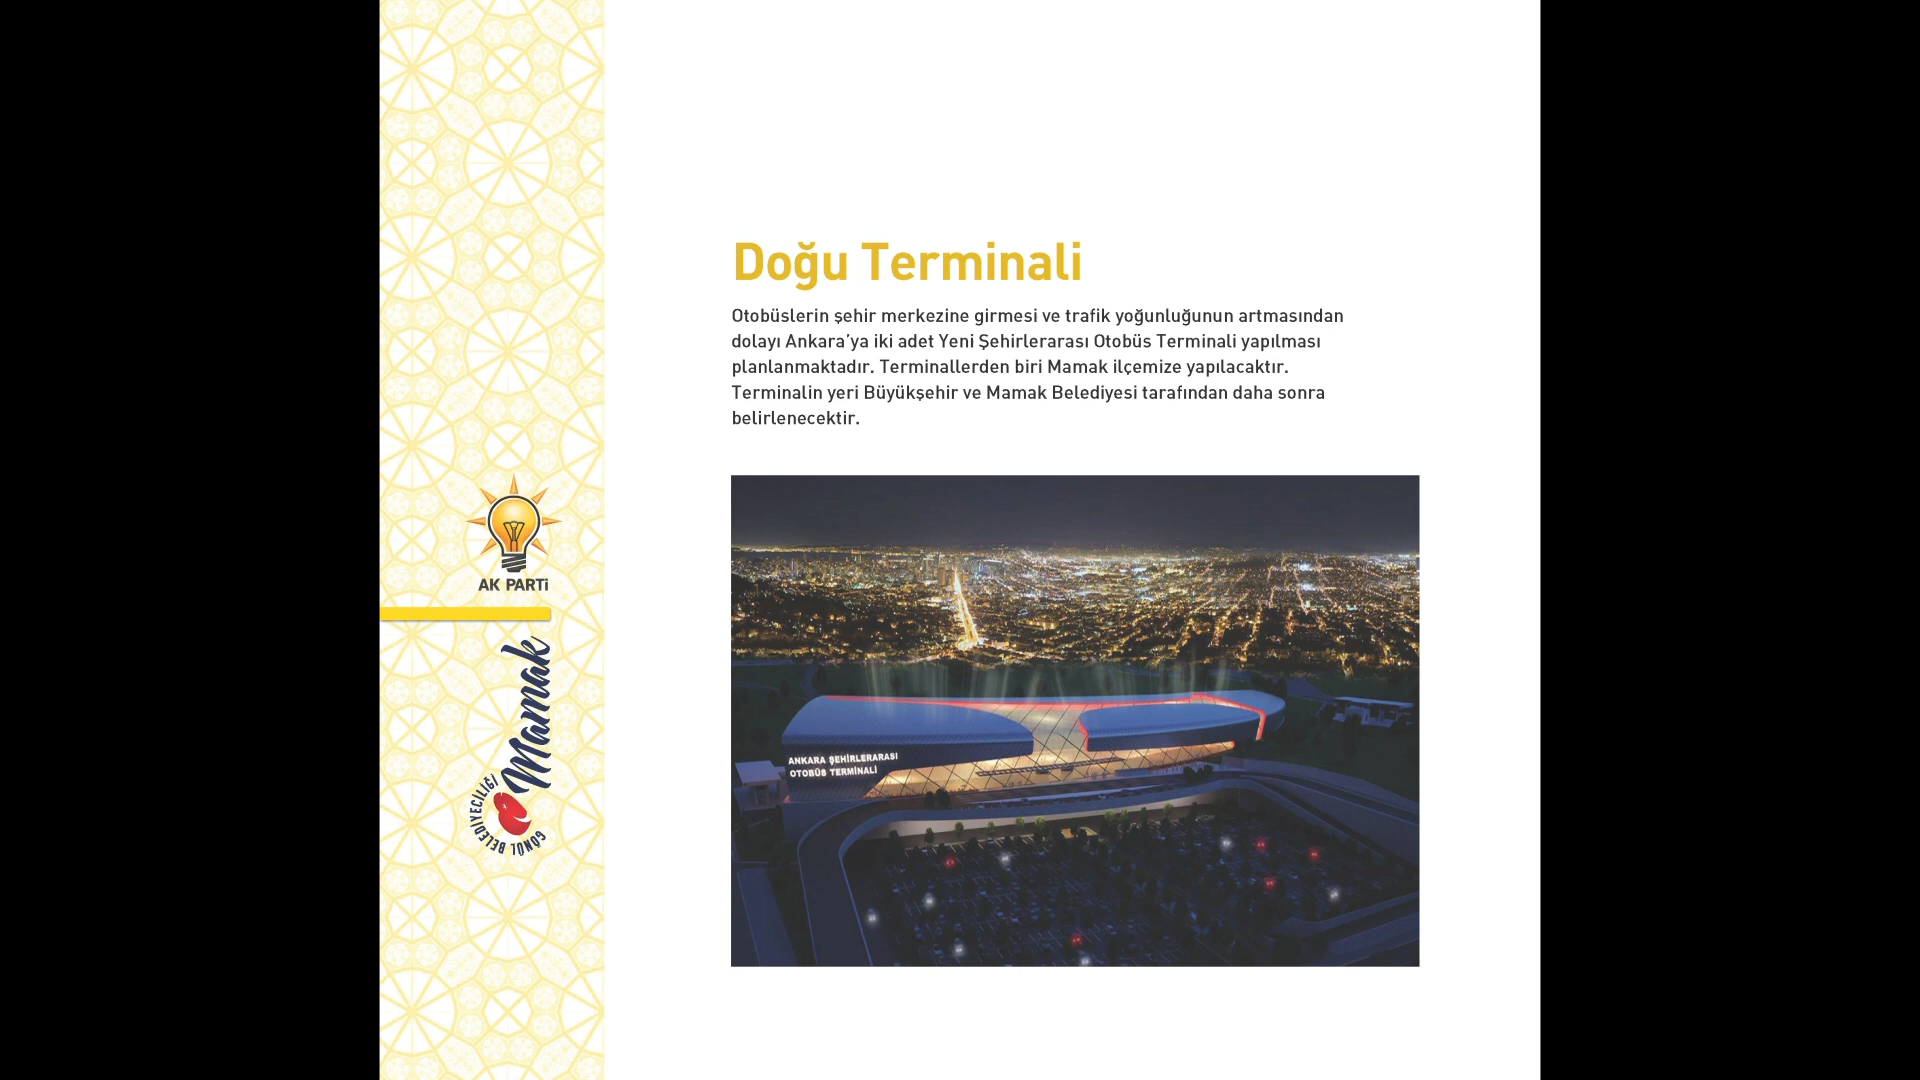 Doğu Terminali
Otobüslerin şehir merkezine girmesi ve trafik yoğunluğunun artmasından
dolayı Ankara'ya iki adet Yeni Şehirlerarası Otobüs Terminali yapılması
planlanmaktadır. Terminallerden biri Mamak ilçemize yapılacaktır.
Terminalin yeri Büyükşehir ve Mamak Belediyesi tarafından daha sonra
belirlenecektir.
AK PARTi
Mamak
GÖNÜL BELEDİYECİLİĞİ
ANKARA ŞEHİRLERARASI
OTOBÜS TERMİNALİ